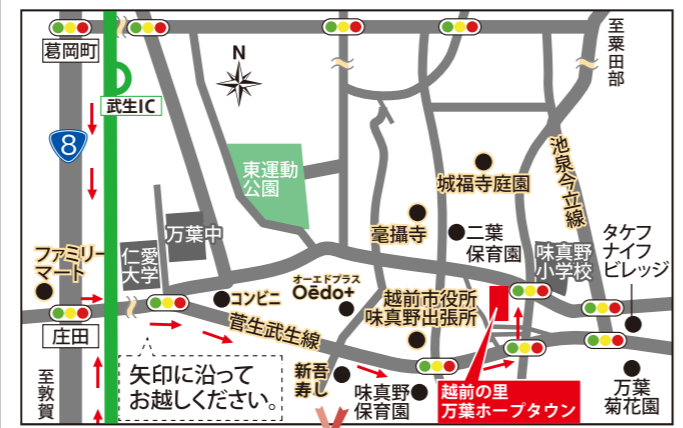 葛岡町
至粟田部
N
武生IC
8
東運動
公園
池泉今立線
城福寺庭園
万葉中
毫攝寺
二葉
保育園
味真野
小学校
タケフ
ナイフ
ビレッジ
ファミリー
マート
仁愛
大学
コンビニ
オーエドプラス
Oēdo+
越前市役所
味真野出張所
庄田
菅生武生線
至敦賀
矢印に沿って
お越しください。
新吾
寿し
味真野
保育園
越前の里
万葉ホープタウン
万葉
菊花園